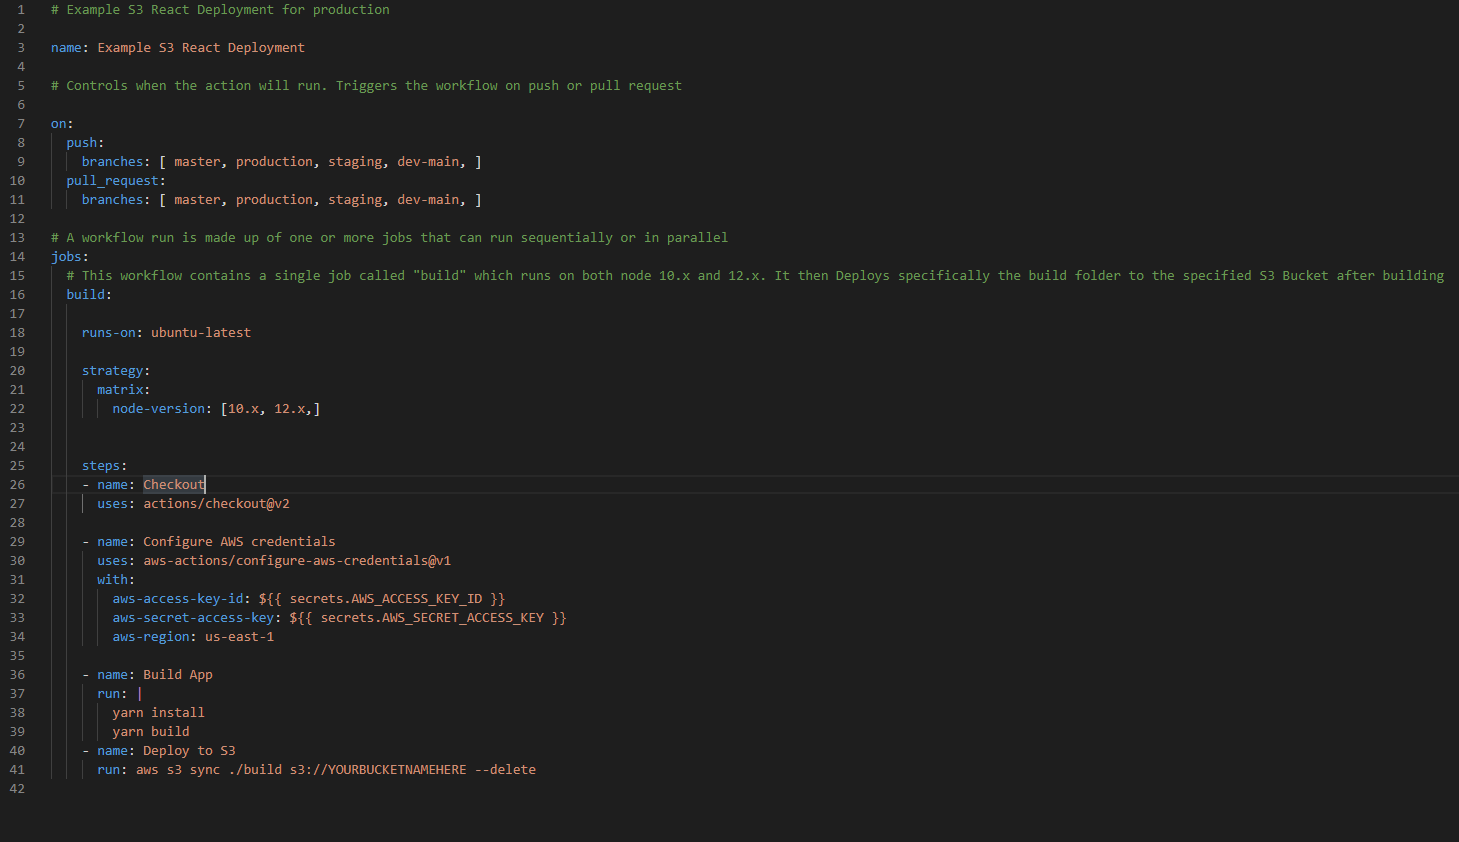 1 # Example S3 React Deployment for production
2
3 name: Example S3 React Deployment
4
5 # Controls when the action will run. Triggers the workflow on push or pull request
6
7 on:
8   push:
9     branches: [ master, production, staging, dev-main, ]
10   pull_request:
11     branches: [ master, production, staging, dev-main, ]
12
13 # A workflow run is made up of one or more jobs that can run sequentially or in parallel
14 jobs:
15   # This workflow contains a single job called "build" which runs on both node 10.x and 12.x. It then Deploys specifically the build folder to the specified S3 Bucket after building
16   build:
17
18     runs-on: ubuntu-latest
19
20     strategy:
21       matrix:
22         node-version: [10.x, 12.x,]
23
24
25     steps:
26     - name: Checkout
27       uses: actions/checkout@v2
28
29     - name: Configure AWS credentials
30       uses: aws-actions/configure-aws-credentials@v1
31       with:
32         aws-access-key-id: ${{ secrets.AWS_ACCESS_KEY_ID }}
33         aws-secret-access-key: ${{ secrets.AWS_SECRET_ACCESS_KEY }}
34         aws-region: us-east-1
35
36     - name: Build App
37       run: |
38         yarn install
39         yarn build
40     - name: Deploy to S3
41       run: aws s3 sync ./build s3://YOURBUCKETNAMEHERE --delete
42